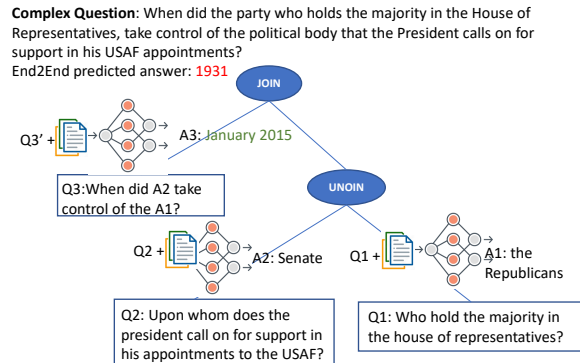 Complex Question: When did the party who holds the majority in the House of
Representatives, take control of the political body that the President calls on for
support in his USAF appointments?
End2End predicted answer: 1931
JOIN
Q3' +
A3: January 2015
Q3:When did A2 take
control of the A1?
UNOIN
Q2 +
A2: Senate
Q1 +
A1: the
Republicans
Q2: Upon whom does the
president call on for support in
his appointments to the USAF?
Q1: Who hold the majority in
the house of representatives?